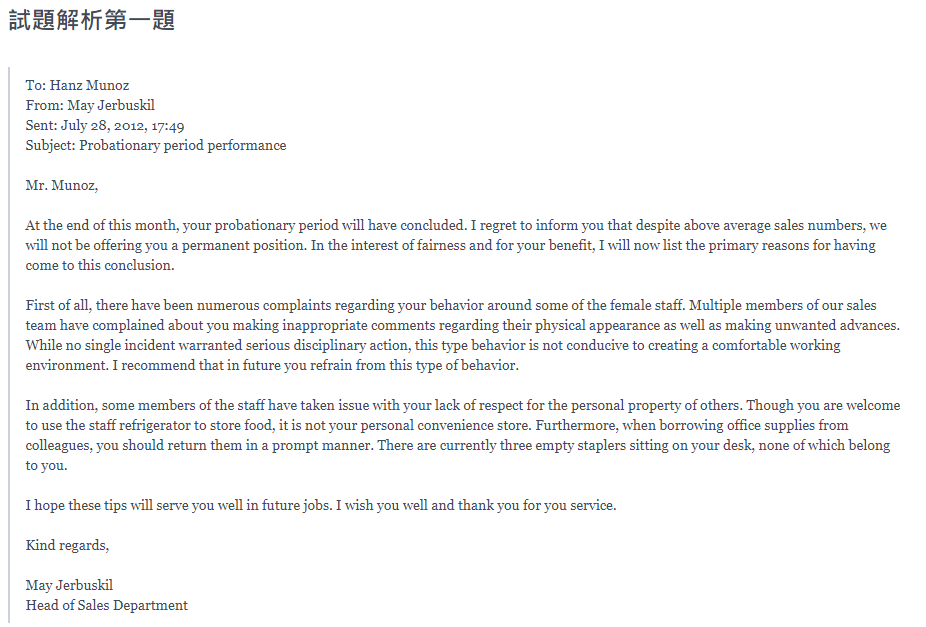 試題解析第一題
To: Hanz Munoz
From: May Jerbuskil
Sent: July 28, 2012, 17:49
Subject: Probationary period performance
Mr. Munoz,
At the end of this month, your probationary period will have concluded. I regret to inform you that despite above average sales numbers, we
will not be offering you a permanent position. In the interest of fairness and for your benefit, I will now list the primary reasons for having
come to this conclusion.
First of all, there have been numerous complaints regarding your behavior around some of the female staff. Multiple members of our sales
team have complained about you making inappropriate comments regarding their physical appearance as well as making unwanted advances.
While no single incident warranted serious disciplinary action, this type behavior is not conducive to creating a comfortable working
environment. I recommend that in future you refrain from this type of behavior.
In addition, some members of the staff have taken issue with your lack of respect for the personal property of others. Though you are welcome
to use the staff refrigerator to store food, it is not your personal convenience store. Furthermore, when borrowing office supplies from
colleagues, you should return them in a prompt manner. There are currently three empty staplers sitting on your desk, none of which belong
to you.
I hope these tips will serve you well in future jobs. I wish you well and thank you for you service.
Kind regards,
May Jerbuskil
Head of Sales Department